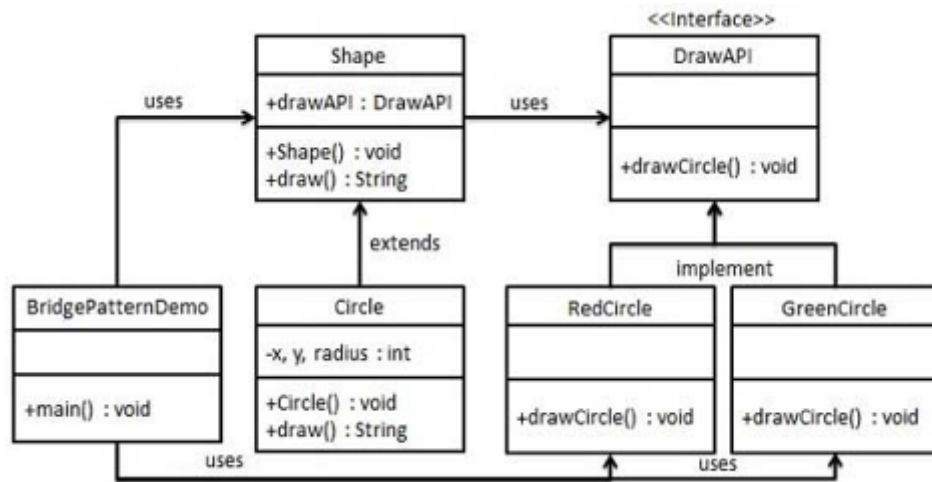 <<Interface>>
Shape
+drawAPI : DrawAPI
+Shape() : void
+draw() : String
uses
uses
DrawAPI
+drawCircle() : void
extends
implement
BridgePatternDemo
+main() : void
Circle
-x, y, radius : int
+Circle() : void
+draw() : String
RedCircle
+drawCircle() : void
GreenCircle
+drawCircle() : void
uses
uses